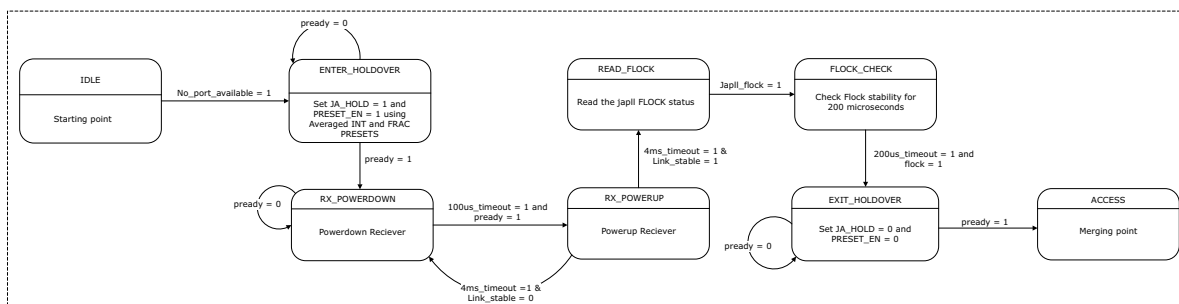 pready = 0
IDLE
Starting point
No_port_available = 1
ENTER_HOLDOVER
Set JA_HOLD = 1 and
PRESET_EN = 1 using
Averaged INT and FRAC
PRESETS
READ_FLOCK
Read the japll FLOCK status
Japll_flock = 1
FLOCK_CHECK
Check Flock stability for
200 microseconds
pready = 1
4ms_timeout = 1 &
Link_stable = 1
200us_timeout = 1 and
flock = 1
pready = 0
RX_POWERDOWN
Powerdown Reciever
100us_timeout = 1 and
pready = 1
RX_POWERUP
Powerup Reciever
EXIT_HOLDOVER
Set JA_HOLD = 0 and
PRESET_EN = 0
pready = 0
pready = 1
ACCESS
Merging point
4ms_timeout =1 &
Link_stable = 0